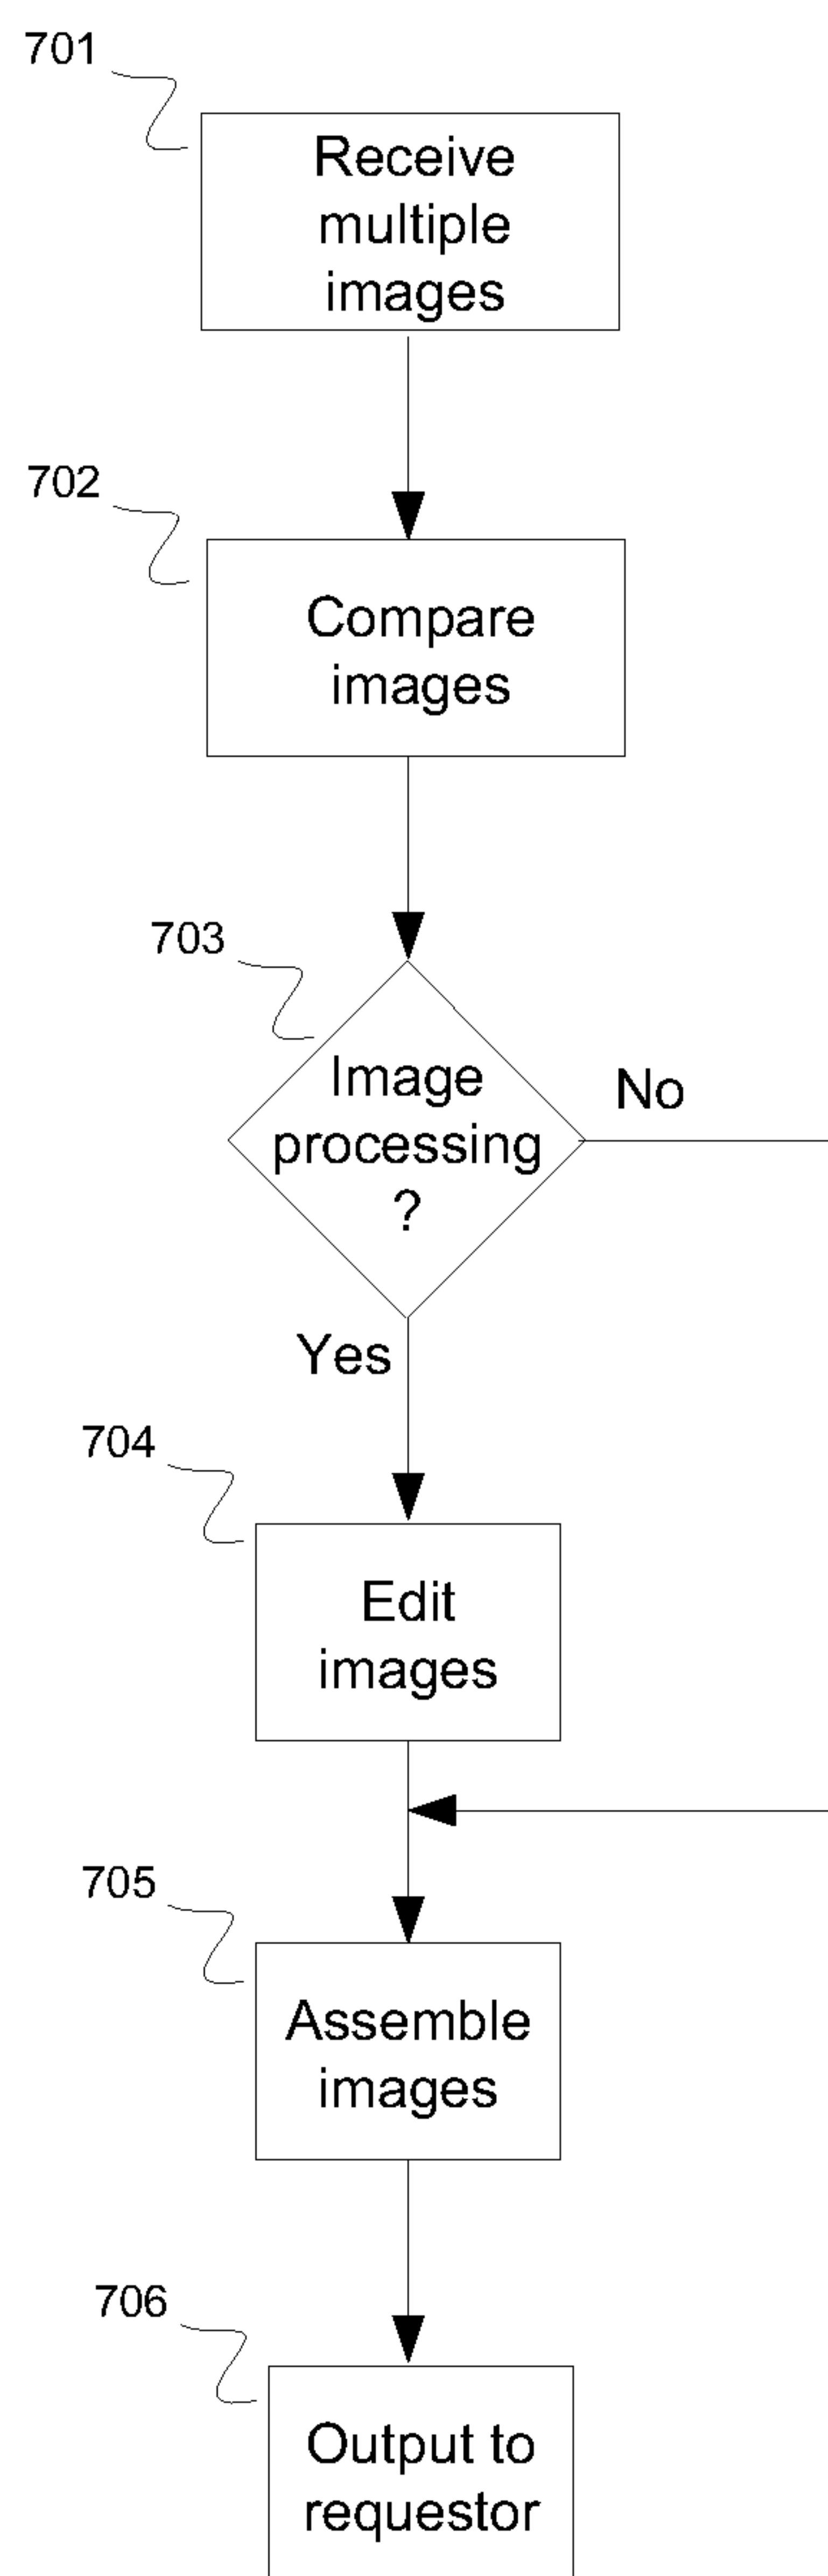 701
Receive
multiple
images
702
Compare
images
703
Image
processing
?
No
Yes
704
Edit
images
705
Assemble
images
706
Output to
requestor